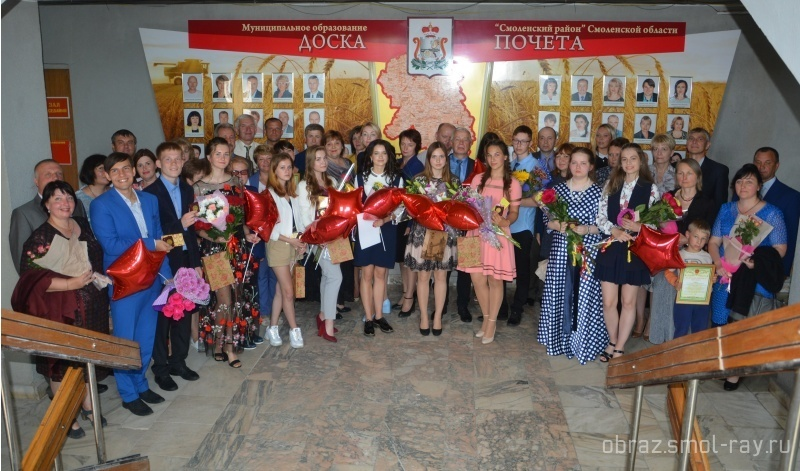 Муниципальное образование "Смоленский район" Смоленской области
ДОСКА ПОЧЕТА
obraz.smol-ray.ru